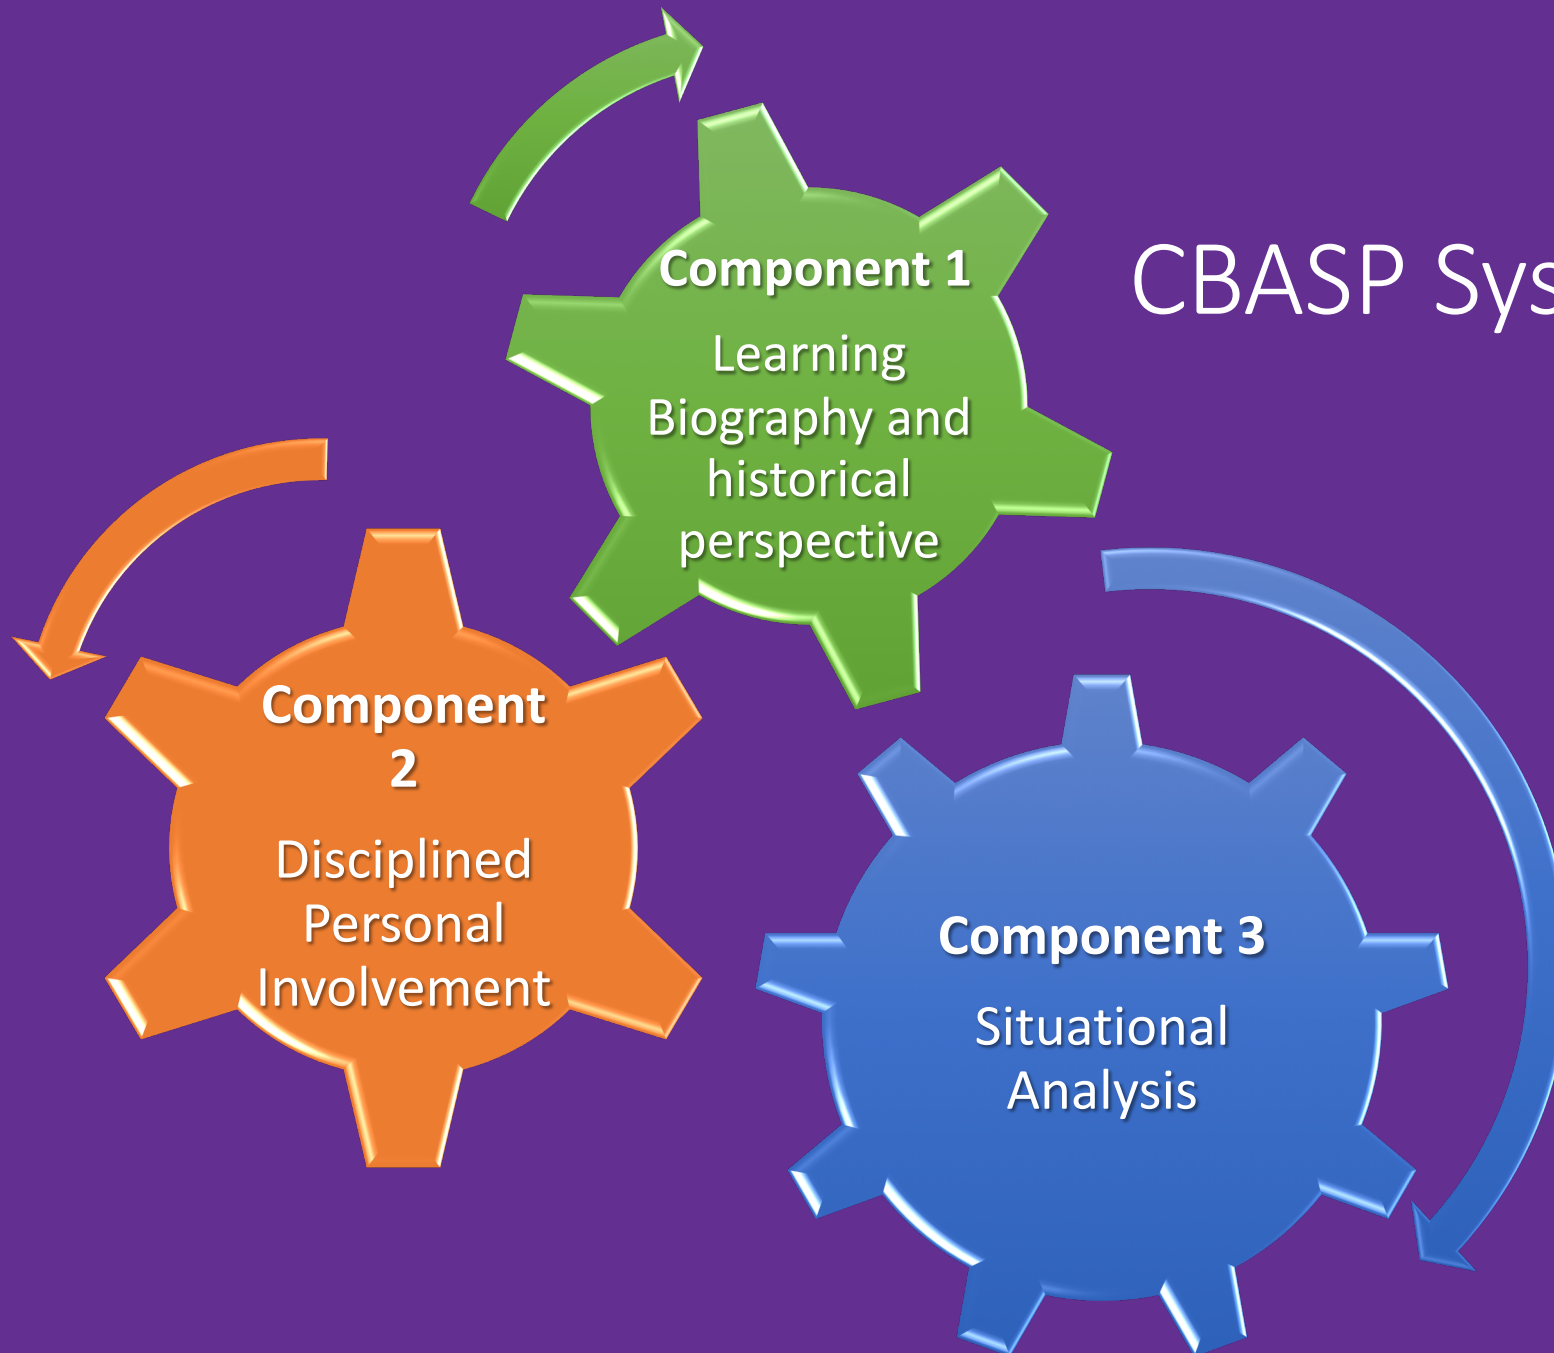 CBASP Sys
Component 1
Learning
Biography and
historical
perspective
Component
2
Disciplined
Personal
Involvement
Component 3
Situational
Analysis